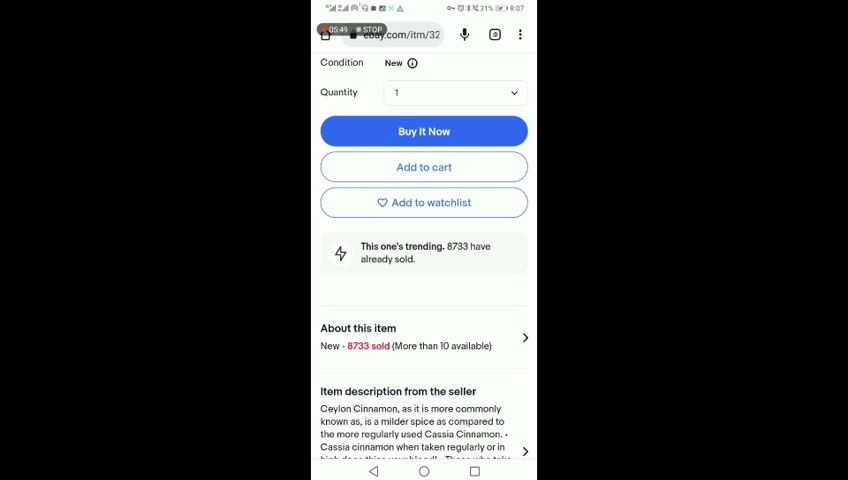 31% 8:07
05:49 STOP
ebay.com/itm/32
Condition New
Quantity 1
Buy It Now
Add to cart
Add to watchlist
This one's trending. 8733 have
already sold.
About this item
New • 8733 sold (More than 10 available)
Item description from the seller
Ceylon Cinnamon, as it is more commonly
known as, is a milder spice as compared to
the more regularly used Cassia Cinnamon. •
Cassia cinnamon when taken regularly or in